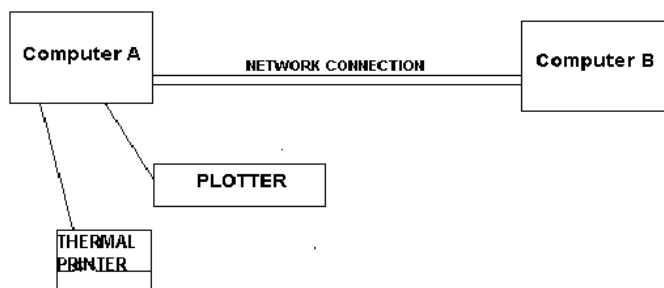 Computer A
NETWORK CONNECTION
Computer B
PLOTTER
THERMAL
PRINTER